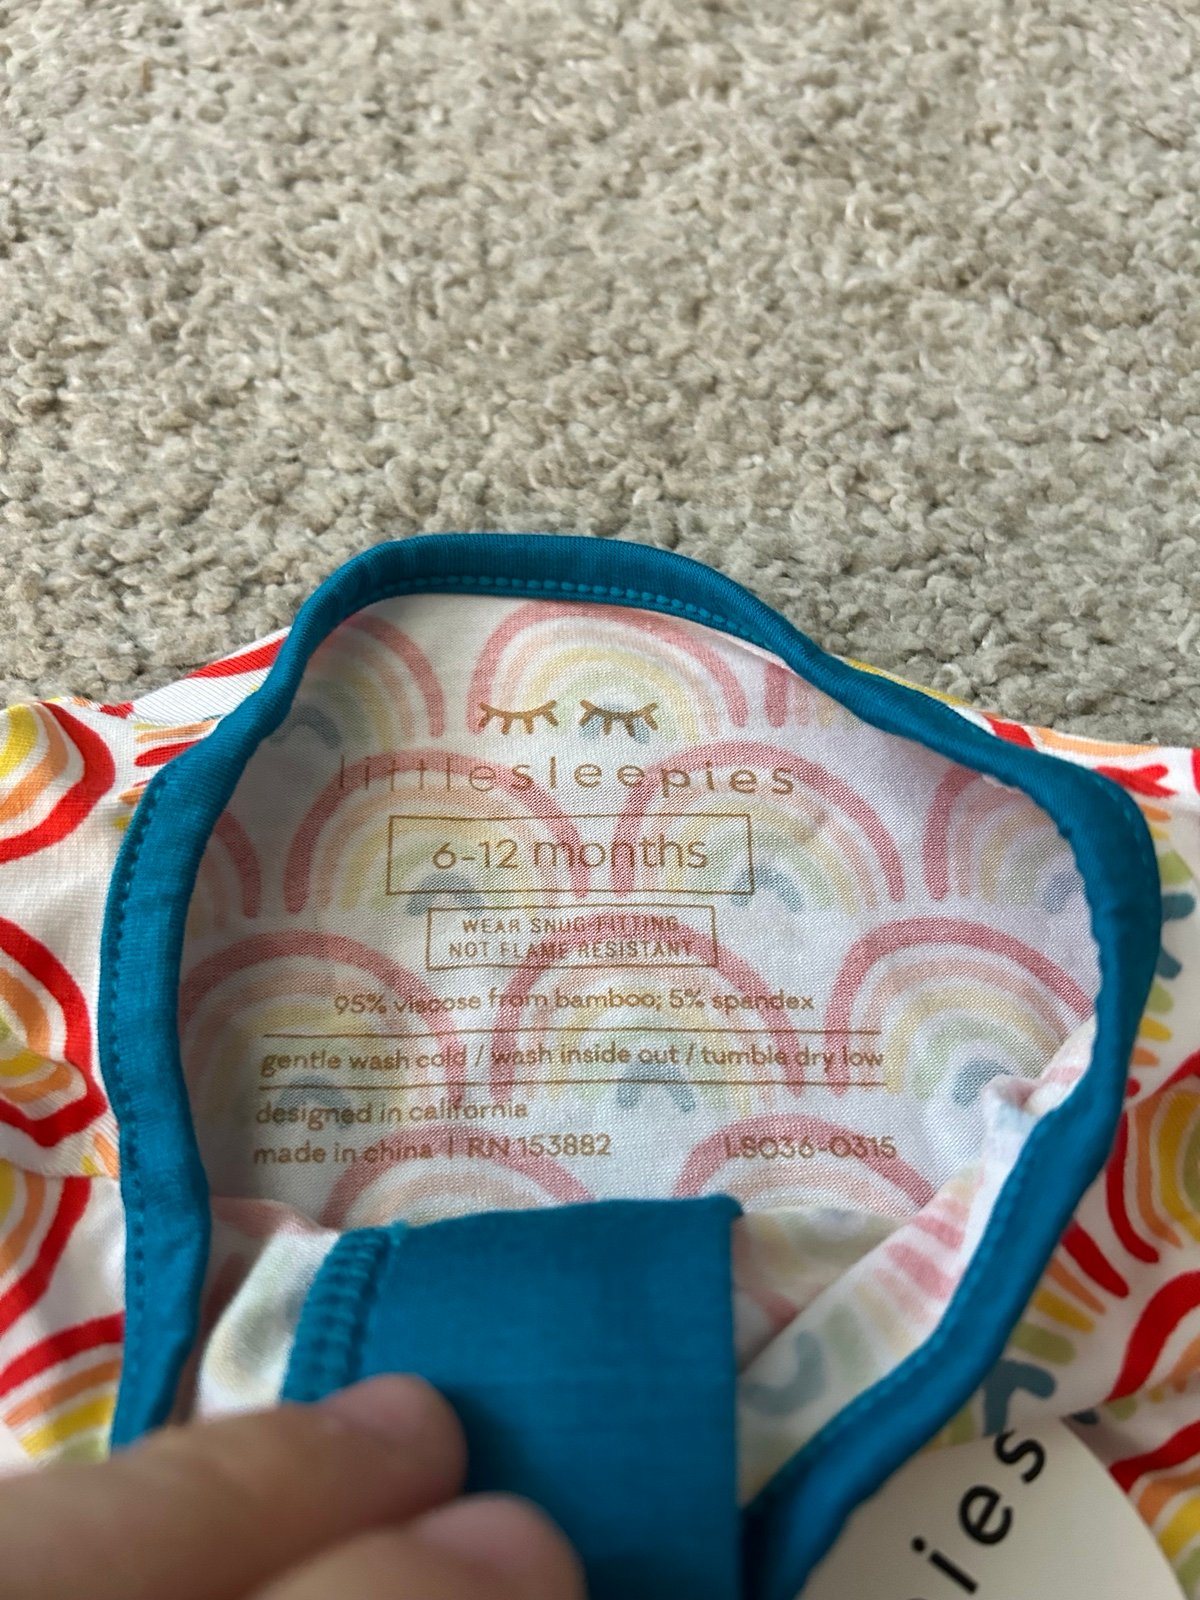 littlesleepies
6-12 months
WEAR SNUG FITTING
NOT FLAME RESISTANT
95% viscose from bamboo; 5% spandex
gentle wash cold / wash inside out / tumble dry low
designed in california
made in china | RN 153882 LS036-0315
pies